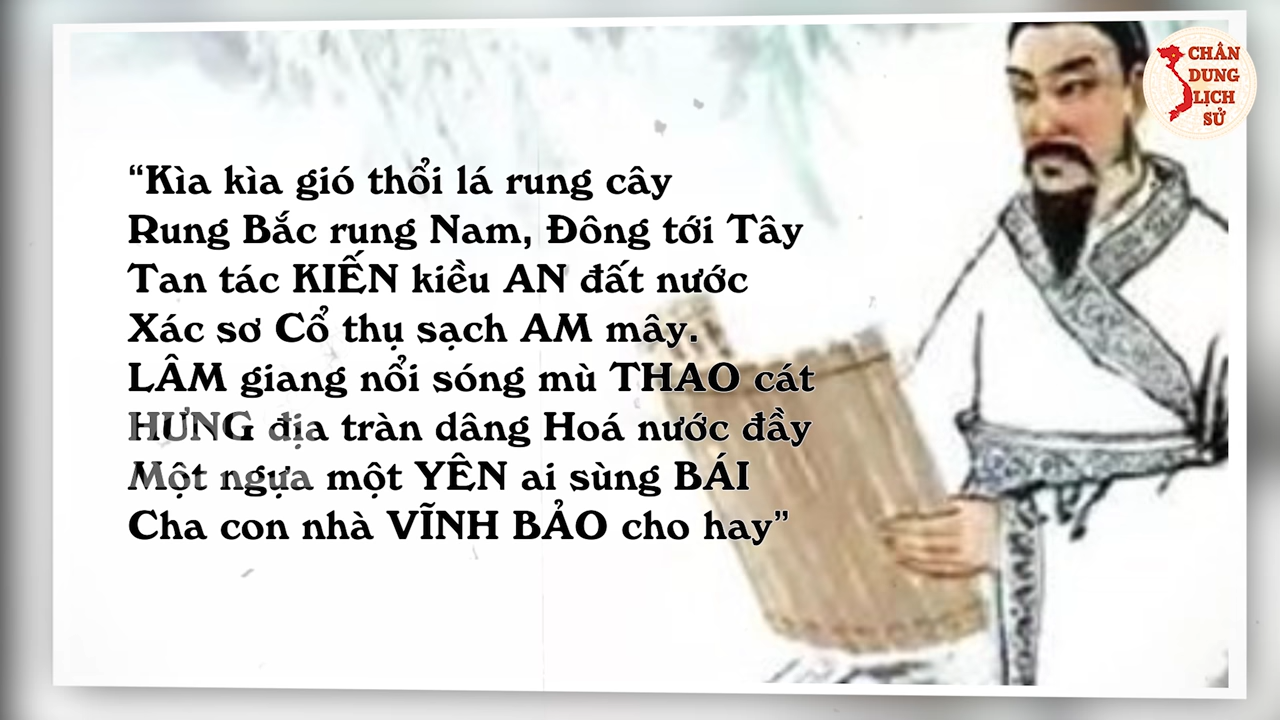 “Kìa kìa gió thổi lá rung cây
Rung Bắc rung Nam, Đông tới Tây
Tan tác KIẾN kiều AN đất nước
Xác sơ Cổ thụ sạch AM mây.
LÂM giang nổi sóng mù THAO cát
HƯNG địa tràn dâng Hoá nước đầy
Một ngựa một YÊN ai sùng BÁI
Cha con nhà VĨNH BẢO cho hay”
CHÂN
DUNG
LỊCH
SỬ